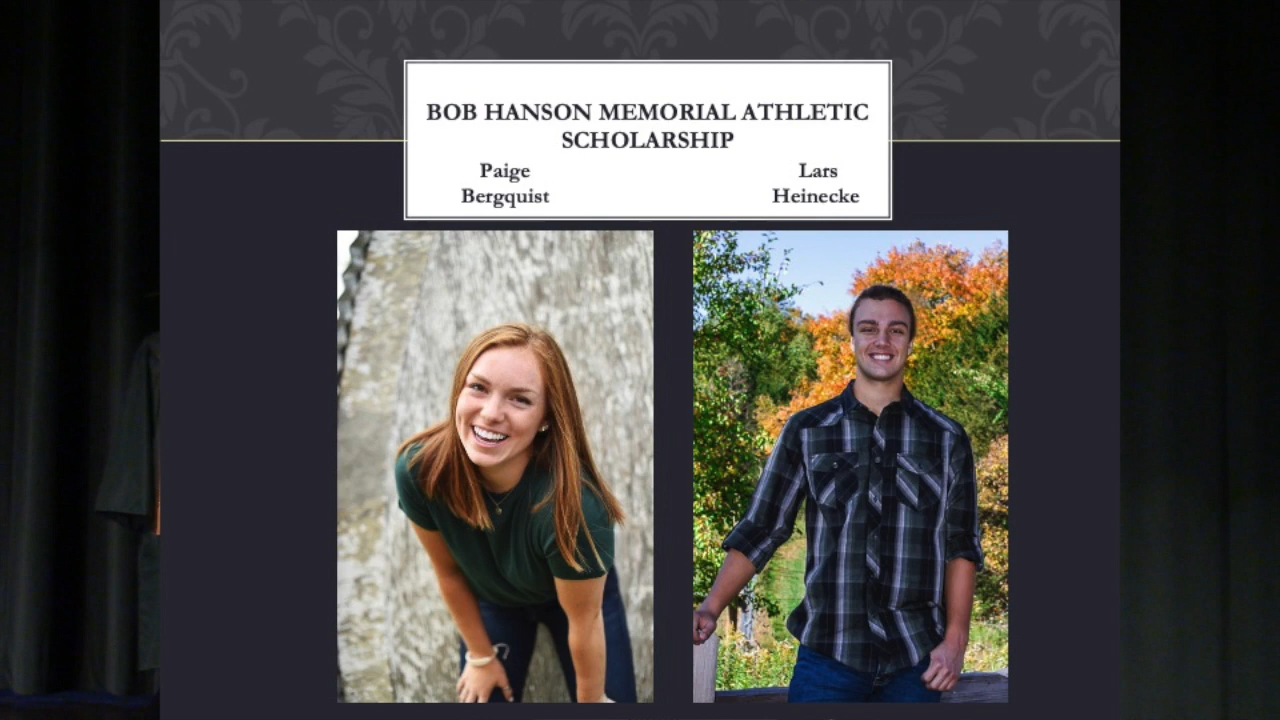 BOB HANSON MEMORIAL ATHLETIC
SCHOLARSHIP
Paige
Bergquist
Lars
Heinecke